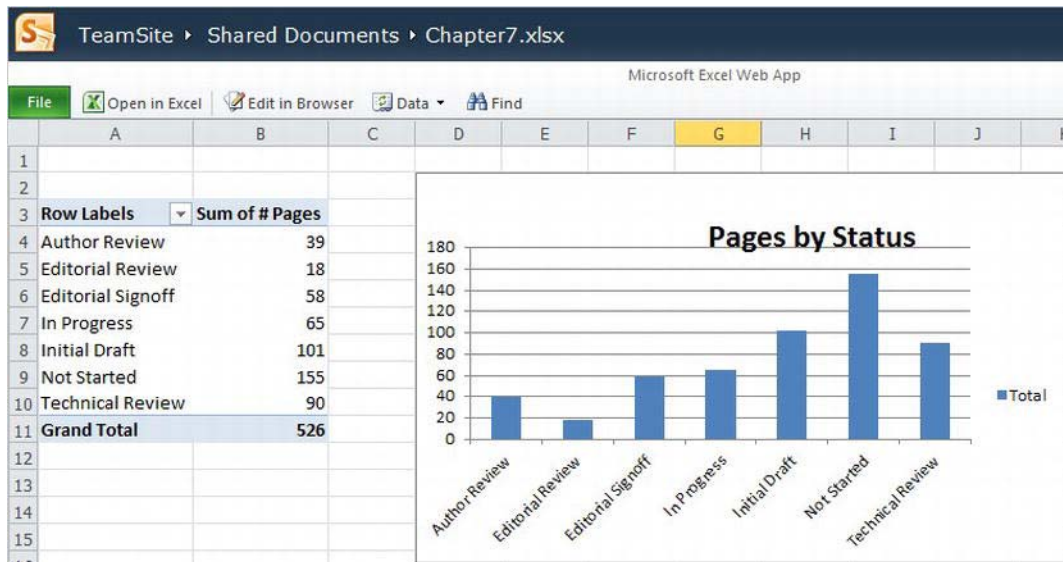 TeamSite ▸ Shared Documents ▸ Chapter7.xlsx
Microsoft Excel Web App
File Open in Excel Edit in Browser Data Find
A B C D E F G H I J
1
2
3 Row Labels Sum of # Pages
4 Author Review 39
5 Editorial Review 18
6 Editorial Signoff 58
7 In Progress 65
8 Initial Draft 101
9 Not Started 155
10 Technical Review 90
11 Grand Total 526
12
13
14
15
Pages by Status
180
160
140
120
100
80
60
40
20
0
Author Review
Editorial Review
Editorial Signoff
In Progress
Initial Draft
Not Started
Technical Review
Total